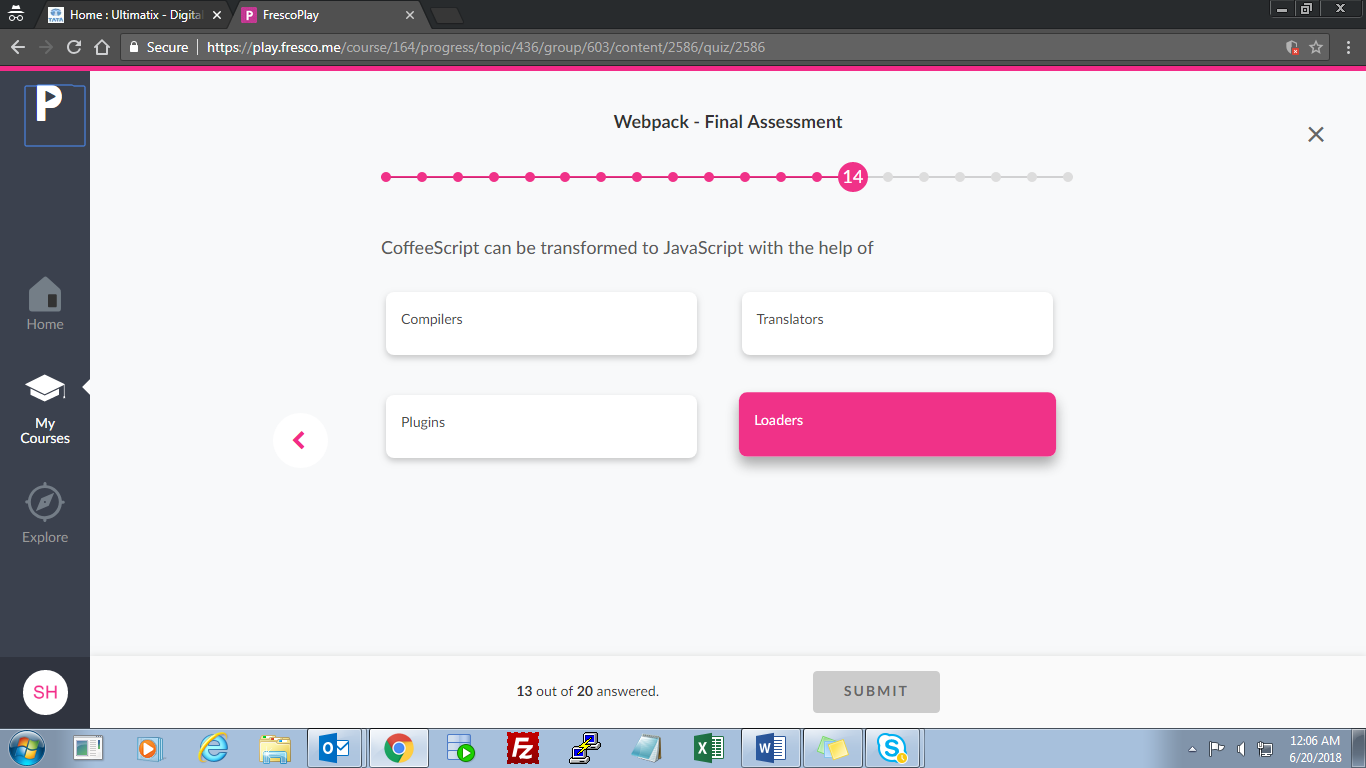 Home : Ultimatix - Digita
FrescoPlay
Secure
https://play.fresco.me/course/164/progress/topic/436/group/603/content/2586/quiz/2586
P
Webpack - Final Assessment
14
CoffeeScript can be transformed to JavaScript with the help of
Compilers
Translators
Plugins
Loaders
Home
My
Courses
Explore
SH
13 out of 20 answered.
SUBMIT
12:06 AM
6/20/2018